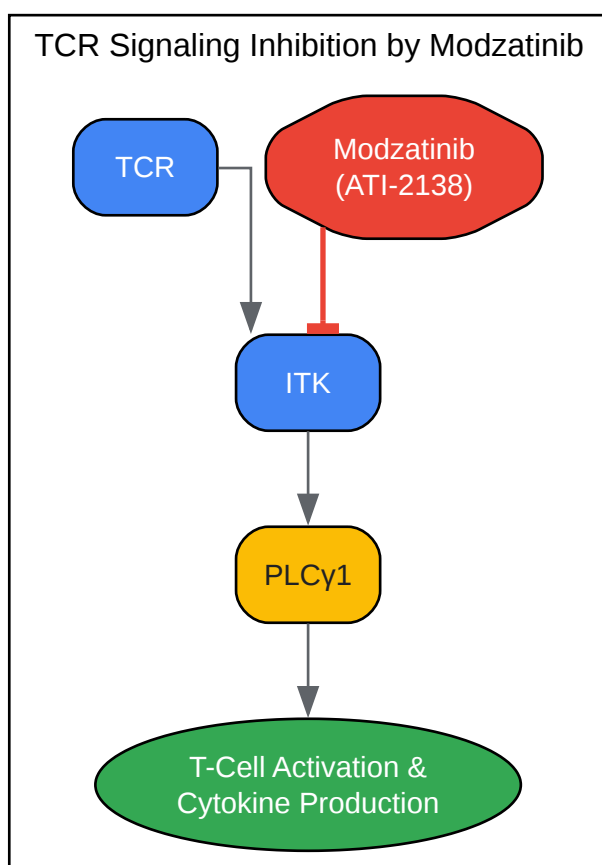 TCR Signaling Inhibition by Modzatinib
TCR
Modzatinib
(ATI-2138)
ITK
PLCγ1
T-Cell Activation &
Cytokine Production